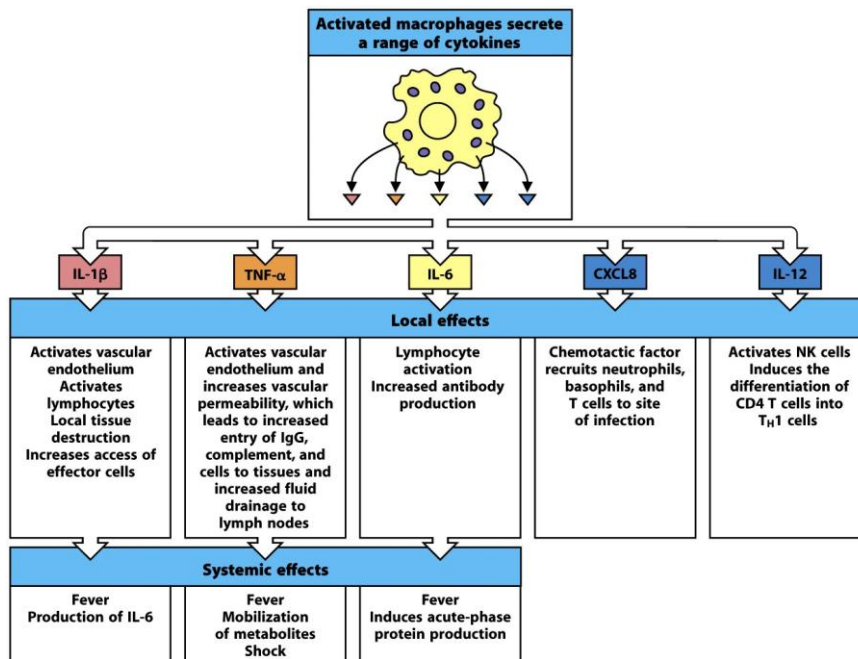 Activated macrophages secrete
a range of cytokines
IL-1β
TNF-α
IL-6
CXCL8
IL-12
Local effects
Activates vascular
endothelium
Activates
lymphocytes
Local tissue
destruction
Increases access of
effector cells
Activates vascular
endothelium and
increases vascular
permeability, which
leads to increased
entry of IgG,
complement, and
cells to tissues and
increased fluid
drainage to
lymph nodes
Lymphocyte
activation
Increased antibody
production
Chemotactic factor
recruits neutrophils,
basophils, and
T cells to site
of infection
Activates NK cells
Induces the
differentiation of
CD4 T cells into
TH1 cells
Systemic effects
Fever
Production of IL-6
Fever
Mobilization
of metabolites
Shock
Fever
Induces acute-phase
protein production